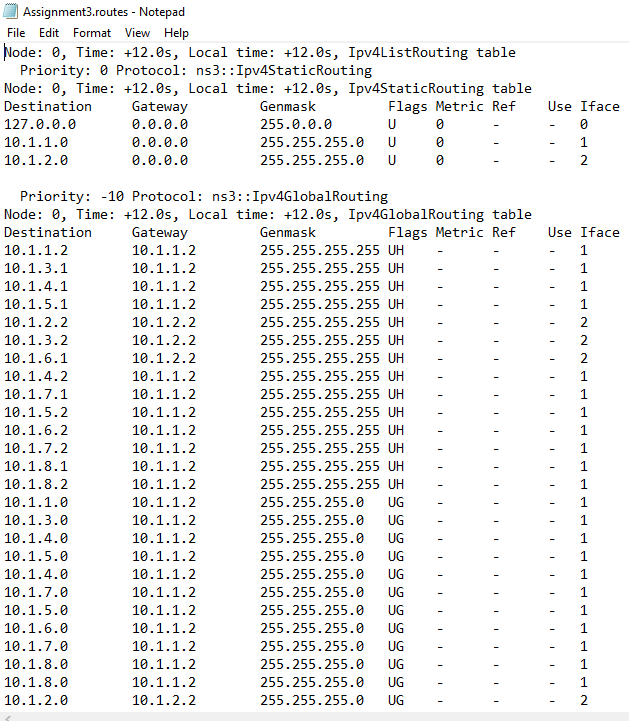 Assignment3.routes - Notepad
File Edit Format View Help
Node: 0, Time: +12.0s, Local time: +12.0s, Ipv4ListRouting table
  Priority: 0 Protocol: ns3::Ipv4StaticRouting
Node: 0, Time: +12.0s, Local time: +12.0s, Ipv4StaticRouting table
Destination     Gateway         Genmask         Flags Metric Ref    Use Iface
127.0.0.0       0.0.0.0         255.0.0.0       U     0      -      -   0
10.1.1.0        0.0.0.0         255.255.255.0   U     0      -      -   1
10.1.2.0        0.0.0.0         255.255.255.0   U     0      -      -   2
  Priority: -10 Protocol: ns3::Ipv4GlobalRouting
Node: 0, Time: +12.0s, Local time: +12.0s, Ipv4GlobalRouting table
Destination     Gateway         Genmask         Flags Metric Ref    Use Iface
10.1.1.2        10.1.1.2        255.255.255.255 UH    -      -      -   1
10.1.3.1        10.1.1.2        255.255.255.255 UH    -      -      -   1
10.1.4.1        10.1.1.2        255.255.255.255 UH    -      -      -   1
10.1.5.1        10.1.1.2        255.255.255.255 UH    -      -      -   1
10.1.2.2        10.1.2.2        255.255.255.255 UH    -      -      -   2
10.1.3.2        10.1.2.2        255.255.255.255 UH    -      -      -   2
10.1.6.1        10.1.2.2        255.255.255.255 UH    -      -      -   2
10.1.4.2        10.1.1.2        255.255.255.255 UH    -      -      -   1
10.1.7.1        10.1.1.2        255.255.255.255 UH    -      -      -   1
10.1.5.2        10.1.1.2        255.255.255.255 UH    -      -      -   1
10.1.6.2        10.1.1.2        255.255.255.255 UH    -      -      -   1
10.1.7.2        10.1.1.2        255.255.255.255 UH    -      -      -   1
10.1.8.1        10.1.1.2        255.255.255.255 UH    -      -      -   1
10.1.8.2        10.1.1.2        255.255.255.255 UH    -      -      -   1
10.1.1.0        10.1.1.2        255.255.255.0   UG    -      -      -   1
10.1.3.0        10.1.1.2        255.255.255.0   UG    -      -      -   1
10.1.4.0        10.1.1.2        255.255.255.0   UG    -      -      -   1
10.1.5.0        10.1.1.2        255.255.255.0   UG    -      -      -   1
10.1.4.0        10.1.1.2        255.255.255.0   UG    -      -      -   1
10.1.7.0        10.1.1.2        255.255.255.0   UG    -      -      -   1
10.1.5.0        10.1.1.2        255.255.255.0   UG    -      -      -   1
10.1.6.0        10.1.1.2        255.255.255.0   UG    -      -      -   1
10.1.7.0        10.1.1.2        255.255.255.0   UG    -      -      -   1
10.1.8.0        10.1.1.2        255.255.255.0   UG    -      -      -   1
10.1.8.0        10.1.1.2        255.255.255.0   UG    -      -      -   1
10.1.2.0        10.1.2.2        255.255.255.0   UG    -      -      -   2